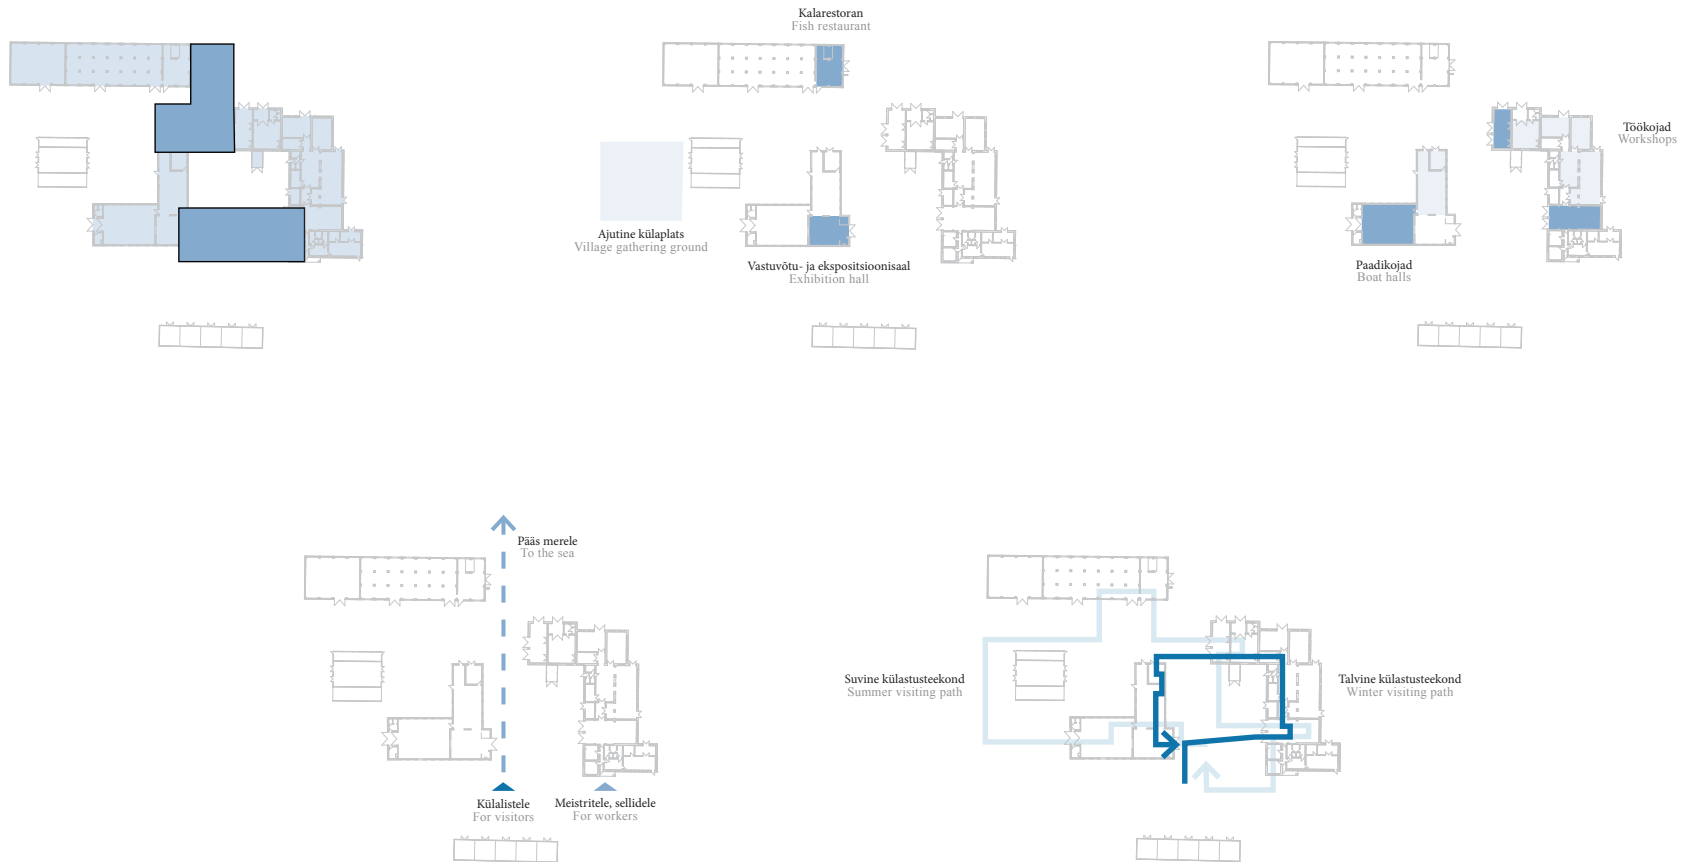 Kalarestoran
Fish restaurant
Ajutine külaplats
Village gathering ground
Vastuvõtu- ja ekspositsioonisaal
Exhibition hall
Töökojad
Workshops
Paadikojad
Boat halls
Pääs merele
To the sea
Külalistele
For visitors
Meistritele, sellidele
For workers
Suvine külastusteekond
Summer visiting path
Talvine külastusteekond
Winter visiting path